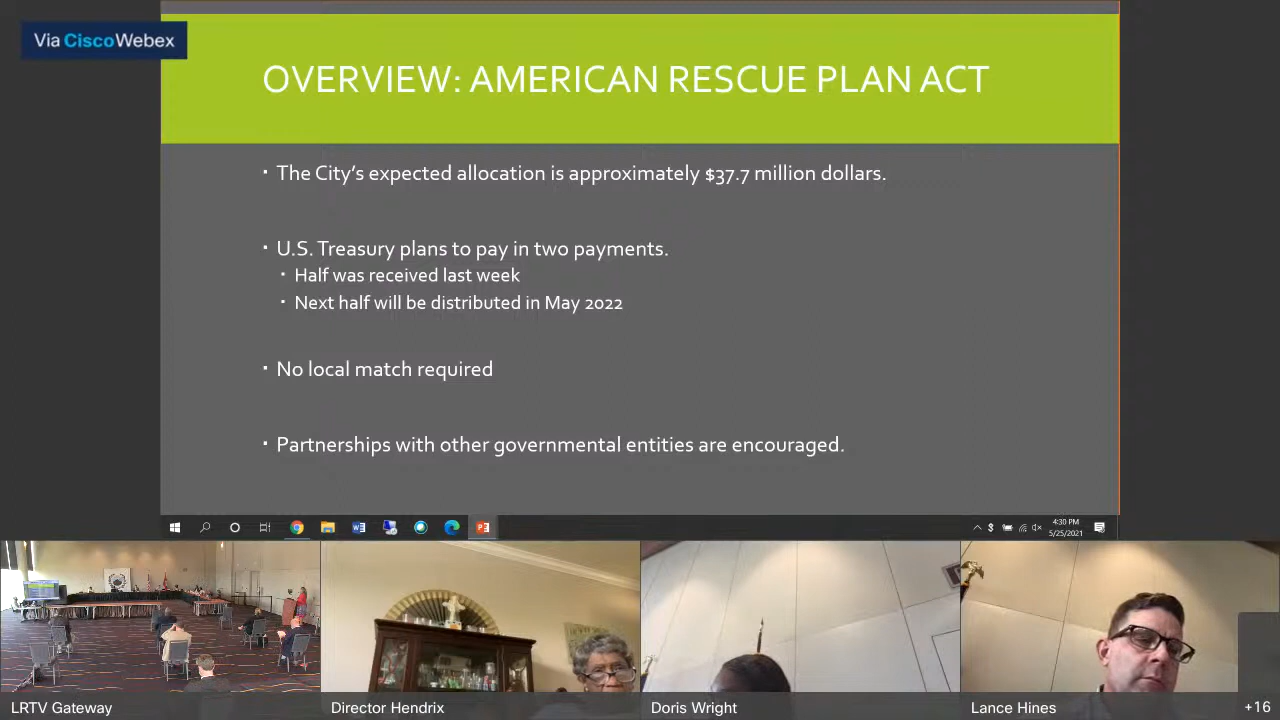 Via CiscoWebex
OVERVIEW: AMERICAN RESCUE PLAN ACT
The City's expected allocation is approximately $37.7 million dollars.
U.S. Treasury plans to pay in two payments.
Half was received last week
Next half will be distributed in May 2022
No local match required
Partnerships with other governmental entities are encouraged.
4:30 PM
5/25/2021
LRTV Gateway
Director Hendrix
Doris Wright
Lance Hines
+16